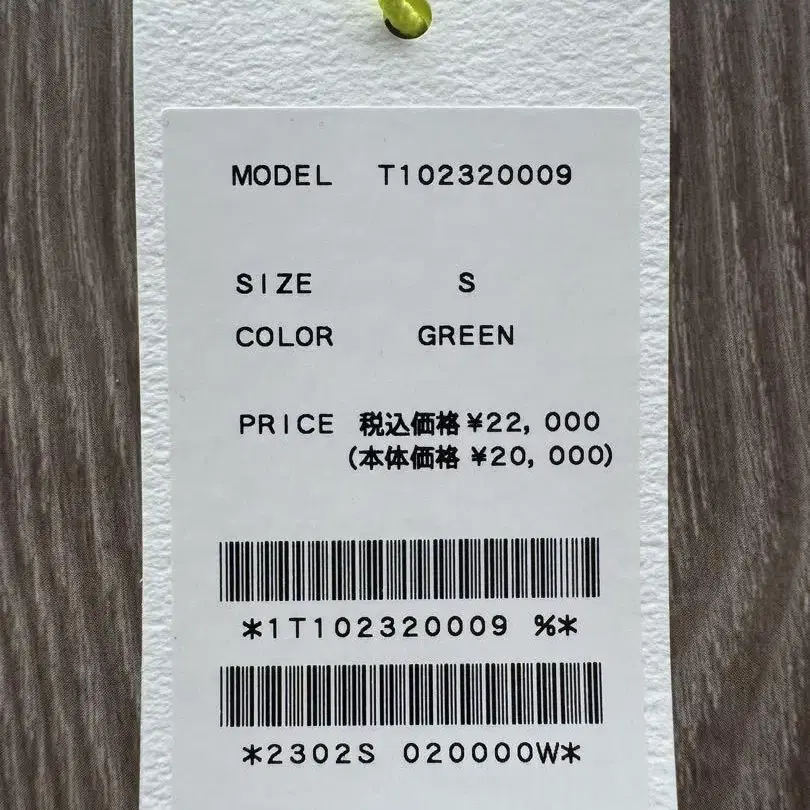 MODEL T102320009
SIZE S
COLOR GREEN
PRICE 税込価格 ¥22, 000
(本体価格 ¥20, 000)
*1T102320009 %*
*2302S 020000W*